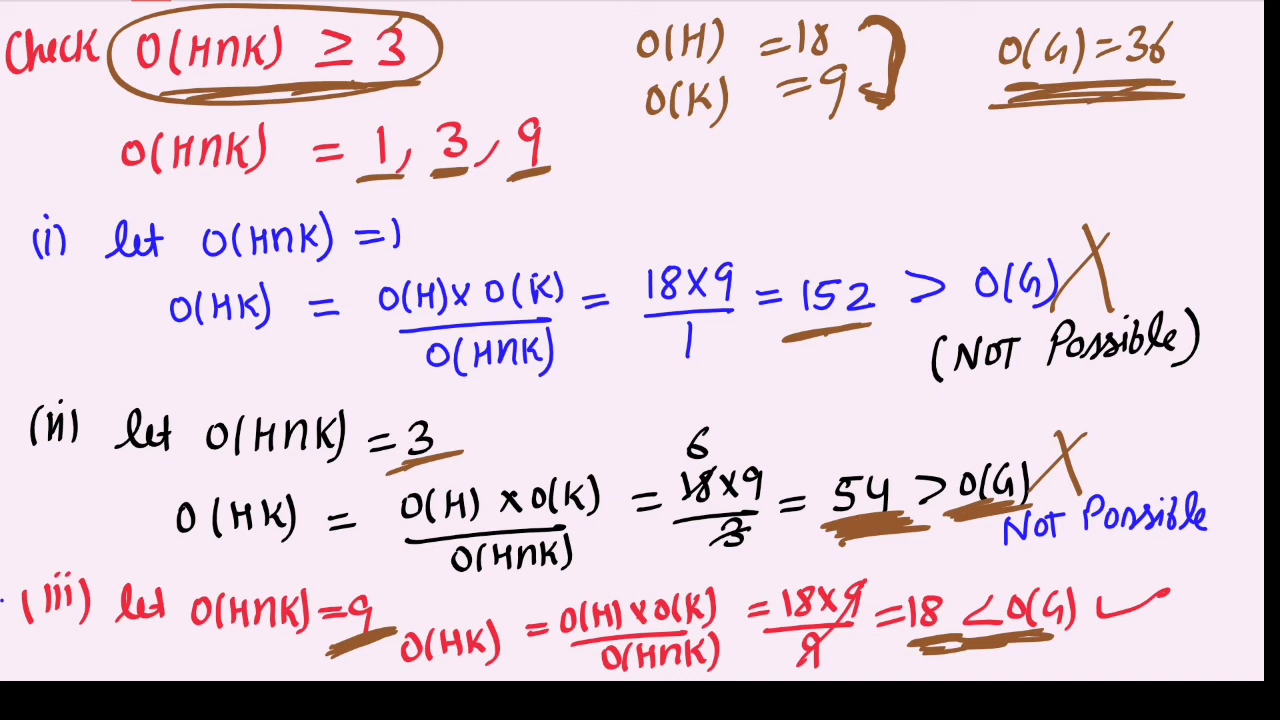 Check O(H∩K) ≥ 3 O(H) = 18 O(G) = 36
O(K) = 9
O(H∩K) = 1, 3, 9
(i) let O(H∩K) = 1
O(HK) = O(H) x O(K) / O(H∩K) = 18 x 9 / 1 = 152 > O(G)
(NOT Possible)
(ii) let O(H∩K) = 3
6
O(HK) = O(H) x O(K) / O(H∩K) = 18 x 9 / 3 = 54 > O(G)
NOT Possible
(iii) let O(H∩K) = 9 O(HK) = O(H) x O(K) / O(H∩K) = 18 x 9 / 9 = 18 < O(G) ✓